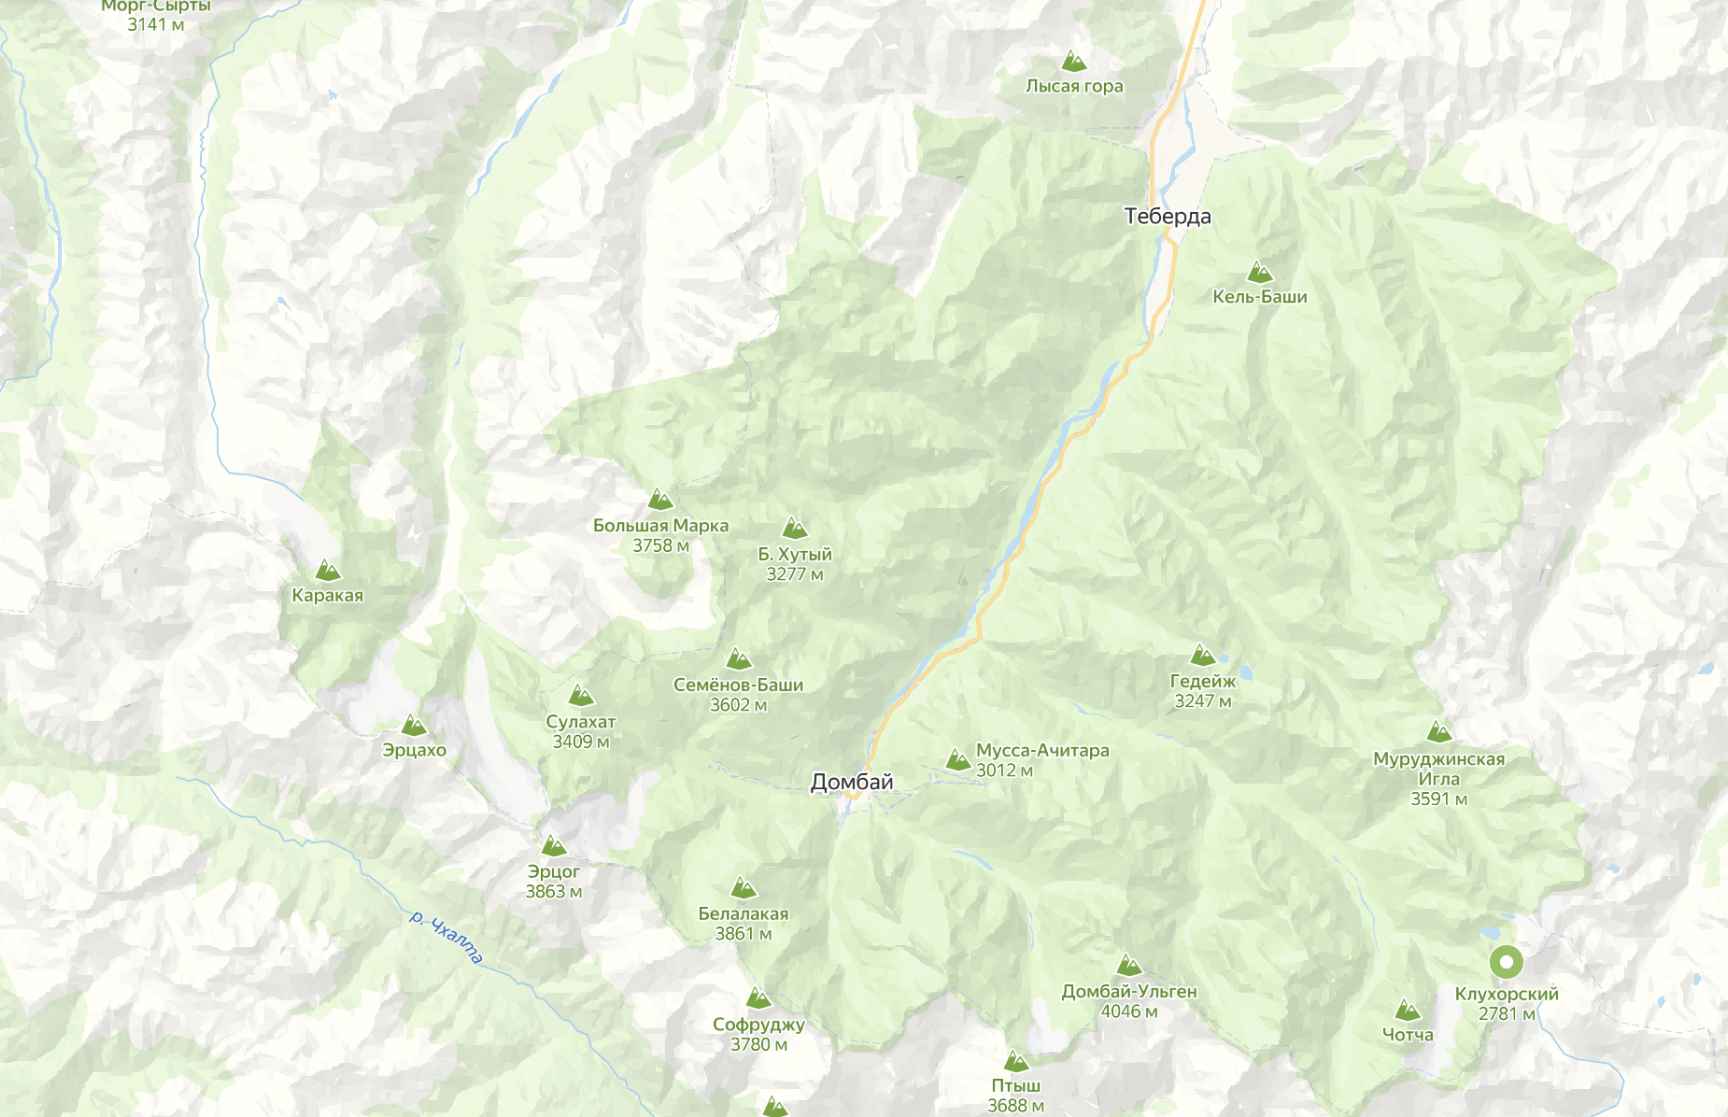 Морг-Сырты
3141 м
Лысая гора
Теберда
Кель-Баши
Большая Марка
3758 м
Б. Хутый
3277 м
Каракая
Семёнов-Баши
3602 м
Гедейж
3247 м
Сулахат
3409 м
Эрцахо
Мусса-Ачитара
3012 м
Домбай
Муруджинская
Игла
3591 м
Эрцог
3863 м
Белалакая
3861 м
р. Чхалта
Домбай-Ульген
4046 м
Клухорский
2781 м
Софруджу
3780 м
Чотча
Птыш
3688 м